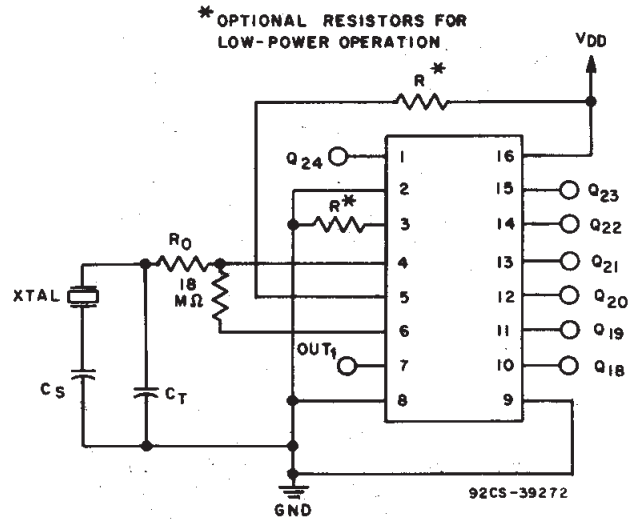 *OPTIONAL RESISTORS FOR
LOW-POWER OPERATION
VDD
R*
Q24
1
16
2
15
Q23
R*
3
14
Q22
RO
4
13
Q21
18
MΩ
XTAL
5
12
Q20
6
11
Q19
OUT1
7
10
Q18
CS
CT
8
9
92CS-39272
GND